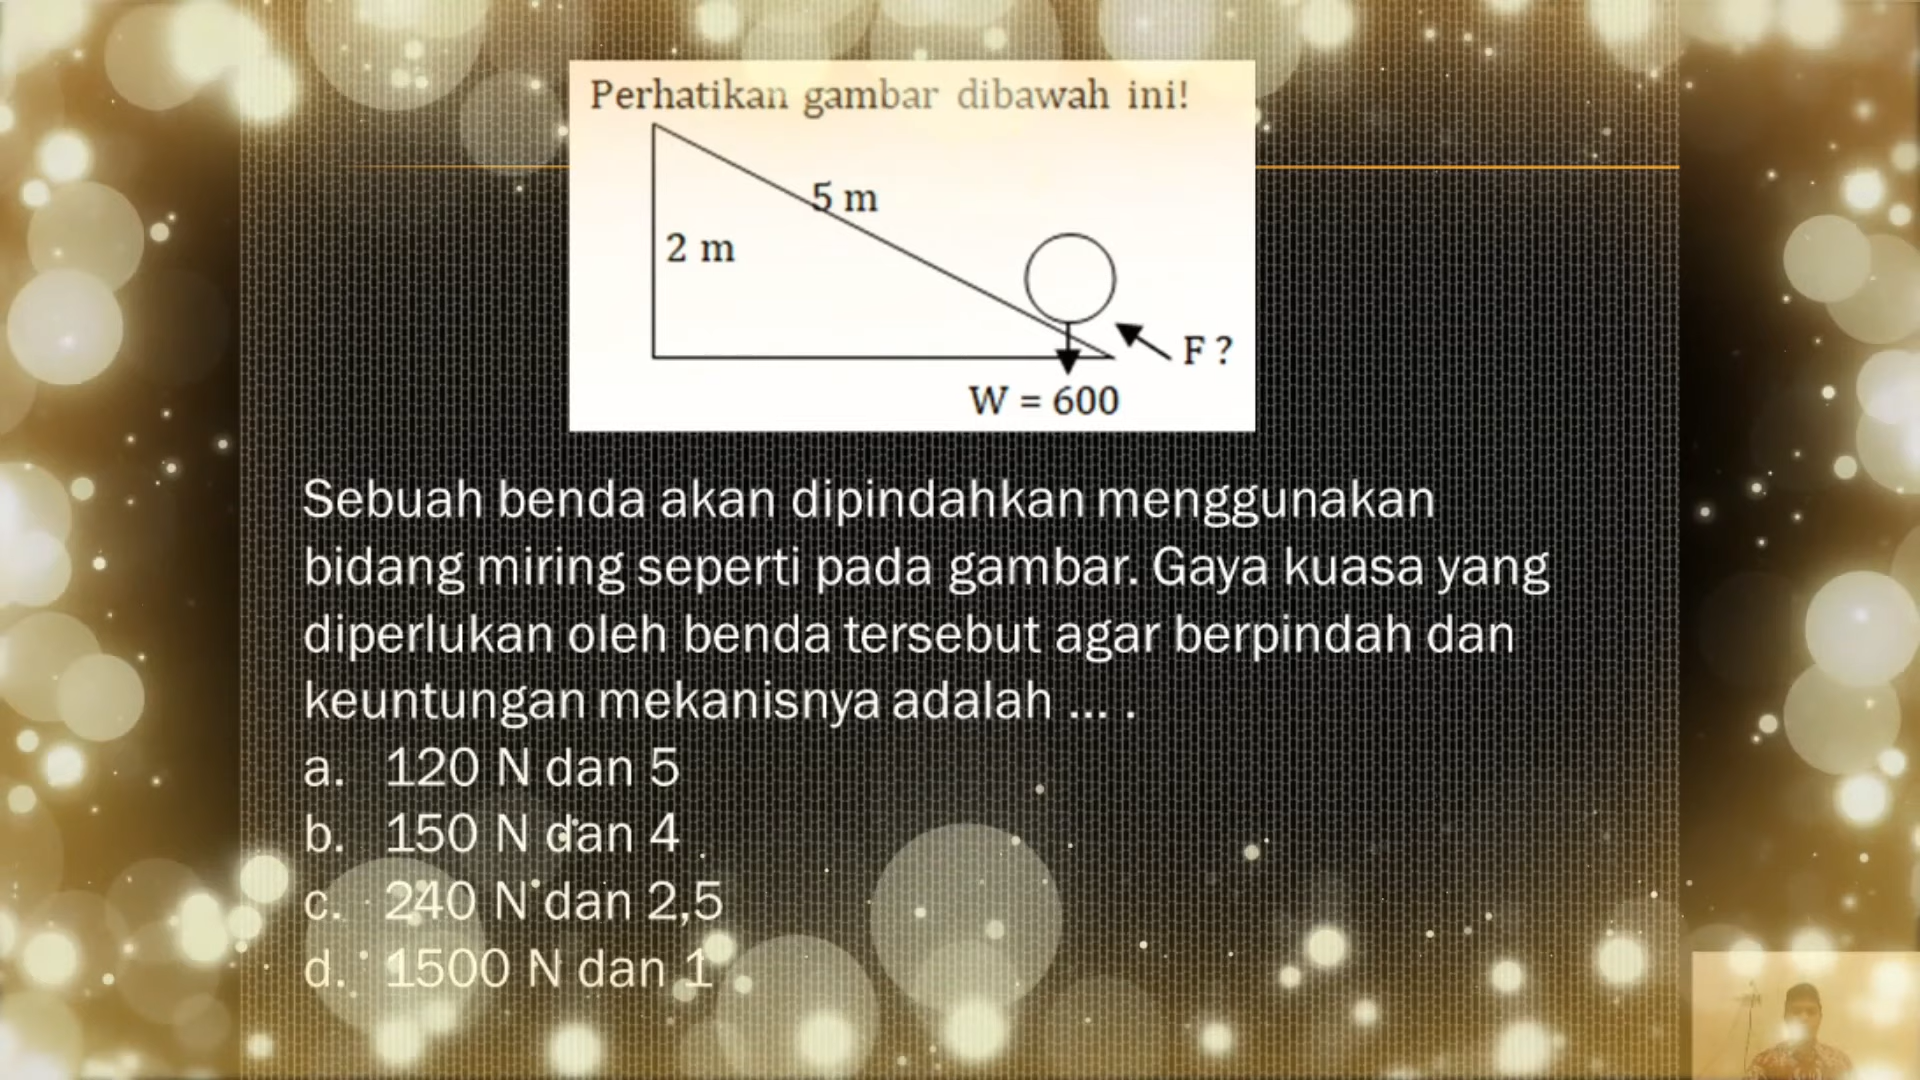 Perhatikan gambar dibawah ini!
5 m
2 m
F ?
W = 600
Sebuah benda akan dipindahkan menggunakan
bidang miring seperti pada gambar. Gaya kuasa yang
diperlukan oleh benda tersebut agar berpindah dan
keuntungan mekanisnya adalah ... .
a. 120 N dan 5
b. 150 N dan 4
c. 240 N dan 2,5
d. 1500 N dan 1